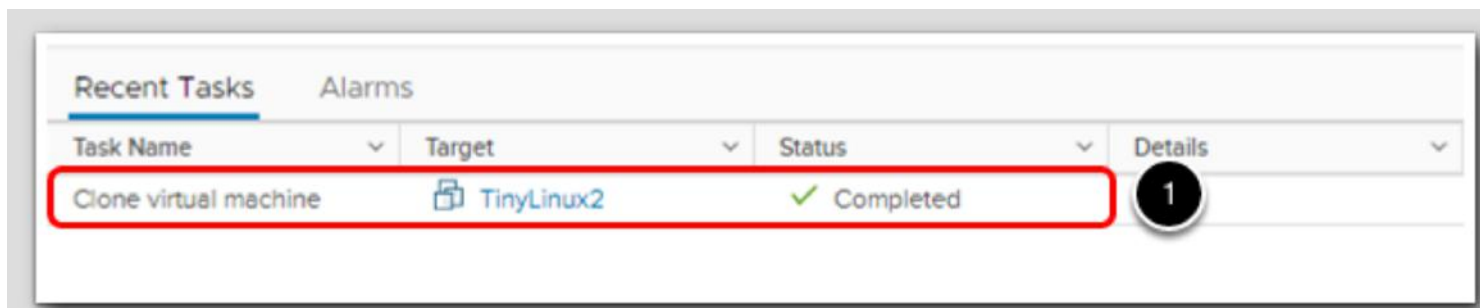 Recent Tasks Alarms
Task Name Target Status Details
Clone virtual machine TinyLinux2 Completed 1